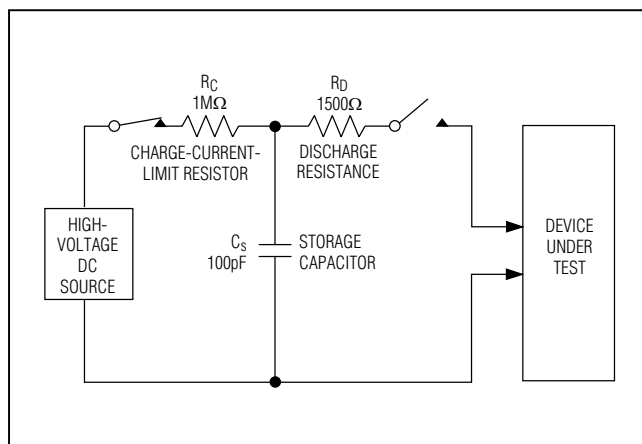 RC
1MΩ
CHARGE-CURRENT-
LIMIT RESISTOR
RD
1500Ω
DISCHARGE
RESISTANCE
HIGH-
VOLTAGE
DC
SOURCE
CS
100pF
STORAGE
CAPACITOR
DEVICE
UNDER
TEST